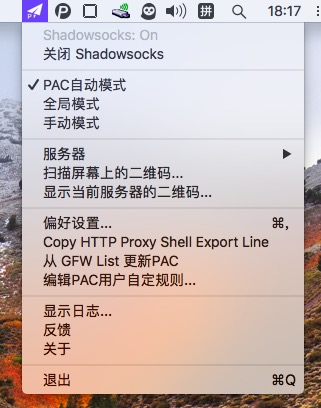 18:17
Shadowsocks: On
关闭 Shadowsocks
✓ PAC自动模式
全局模式
手动模式
服务器 ▶
扫描屏幕上的二维码...
显示当前服务器的二维码...
偏好设置... ⌘,
Copy HTTP Proxy Shell Export Line
从 GFW List 更新PAC
编辑PAC用户自定规则...
显示日志...
反馈
关于
退出 ⌘Q